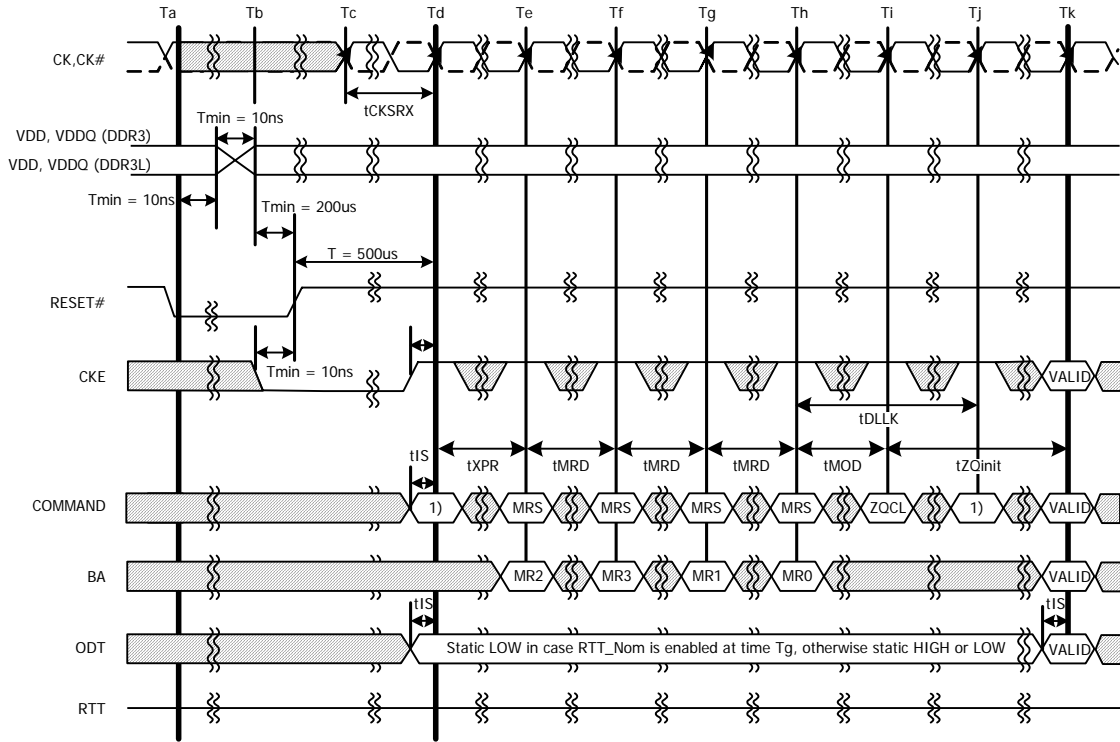 Ta Tb Tc Td Te Tf Tg Th Ti Tj Tk
CK,CK#
tCKSRX
Tmin = 10ns
VDD, VDDQ (DDR3)
VDD, VDDQ (DDR3L)
Tmin = 10ns
Tmin = 200us
T = 500us
RESET#
Tmin = 10ns
CKE
VALID
tDLLK
tIS
tXPR tMRD tMRD tMRD tMOD tZQinit
COMMAND
1) MRS MRS MRS MRS ZQCL 1) VALID
BA
MR2 MR3 MR1 MR0 VALID
tIS
tIS
ODT
Static LOW in case RTT_Nom is enabled at time Tg, otherwise static HIGH or LOW
VALID
RTT